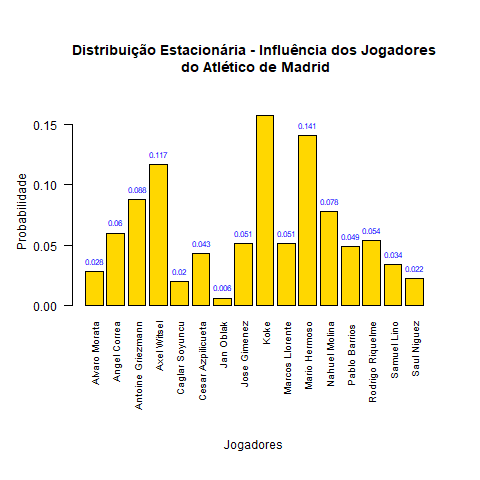 Distribuição Estacionária - Influência dos Jogadores
do Atlético de Madrid
Probabilidade
0.15
0.10
0.05
0.00
0.028
0.06
0.088
0.117
0.02
0.043
0.006
0.051
0.051
0.141
0.078
0.049
0.054
0.034
0.022
Alvaro Morata
Angel Correa
Antoine Griezmann
Axel Witsel
Caglar Soyuncu
Cesar Azpilicueta
Jan Oblak
Jose Gimenez
Koke
Marcos Llorente
Mario Hermoso
Nahuel Molina
Pablo Barrios
Rodrigo Riquelme
Samuel Lino
Saul Niguez
Jogadores